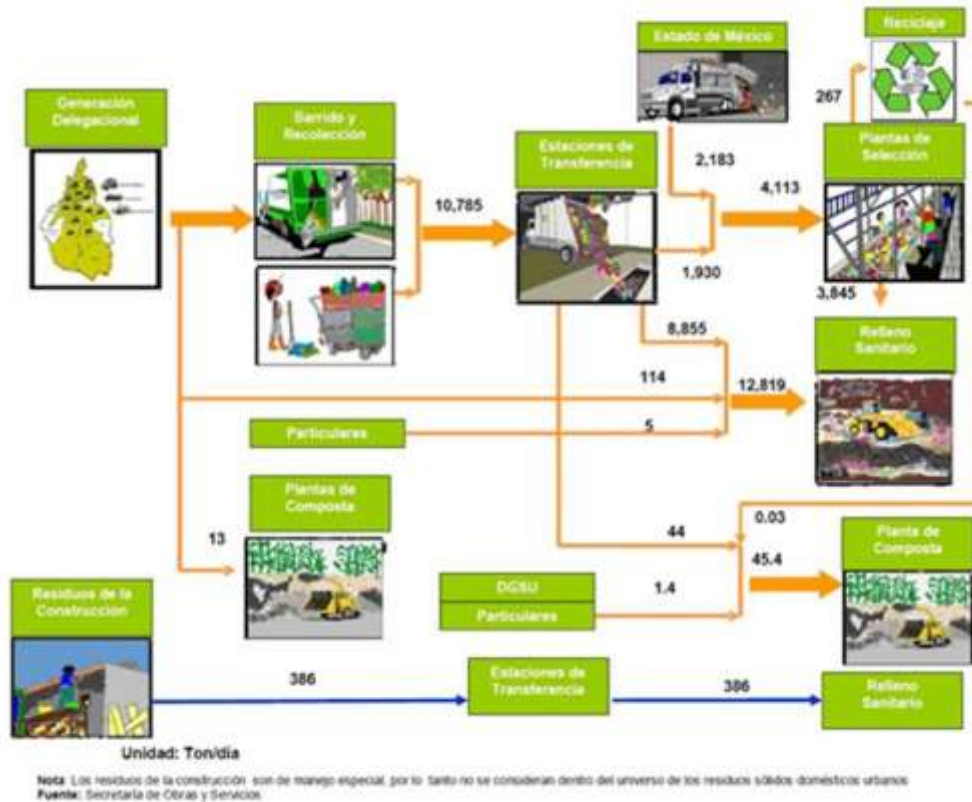 Reciclaje
Estado de México
Generación
Delegacional
Barrido y
Recolección
Estaciones de
Transferencia
267
Plantas de
Selección
2,183
4,113
10,785
1,930
3,845
8,855
Relleno
Sanitario
114
12,819
Particulares
5
Plantas de
Composta
0.03
Planta de
Composta
13
44
45.4
DGSU
1.4
Particulares
Residuos de la
Construcción
386
Estaciones de
Transferencia
386
Relleno
Sanitario
Unidad: Ton/día
Nota: Los residuos de la construcción son de manejo especial, por lo tanto no se consideran dentro del universo de los residuos sólidos domésticos urbanos
Fuente: Secretaría de Obras y Servicios